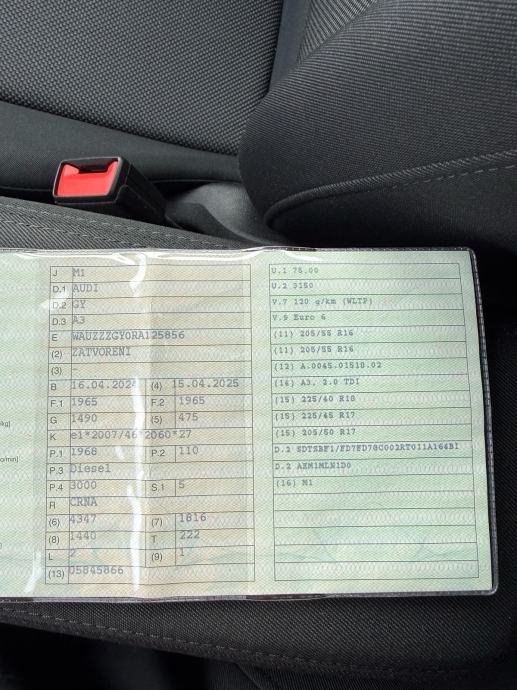 J M1
D.1 AUDI
D.2 GY
D.3 A3
E WAUZZZGY0RA125856
(2) ZATVORENI
(3) –
B 16.04.2024 (4) 15.04.2025
F.1 1965 F.2 1965
G 1490 (5) 475
K e1*2007/46*2060*27
P.1 1968 P.2 110
P.3 Diesel
P.4 3000 S.1 5
R CRNA
(6) 4347 (7) 1816
(8) 1440 T 222
L 2 (9) 1
(13) 05845866
U.1 75.00
U.2 3150
V.7 120 g/km (WLTP)
V.9 Euro 6
(11) 205/55 R16
(11) 205/55 R16
(12) A.0045.01518.02
(16) A3. 2.0 TDI
(15) 225/40 R18
(15) 225/45 R17
(15) 205/50 R17
D.2
D.2 AEM1MLN1D0
(16) M1